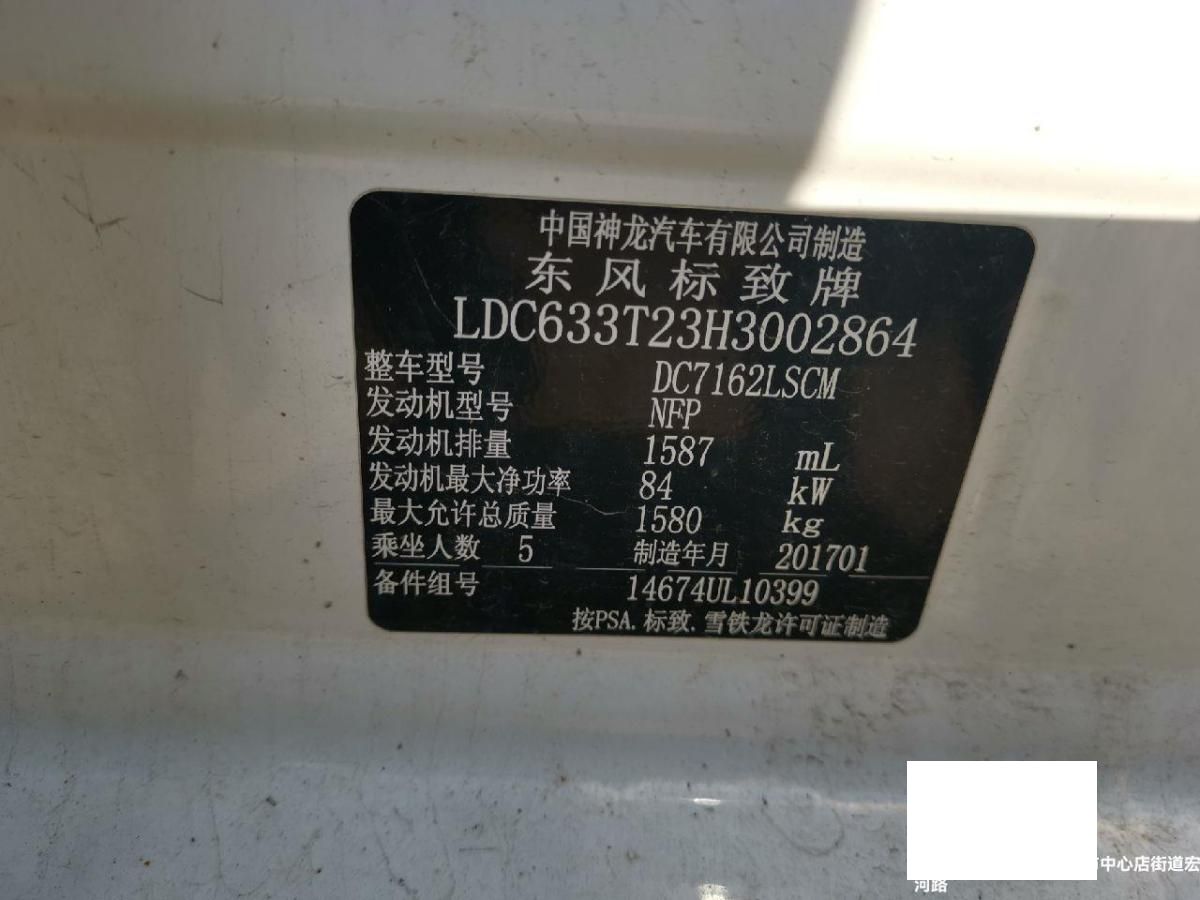 中国神龙汽车有限公司制造
东风标致牌
LDC633T23H3002864
整车型号 DC7162LSCM
发动机型号 NFP
发动机排量 1587 mL
发动机最大净功率 84 kW
最大允许总质量 1580 kg
乘坐人数 5 制造年月 201701
备件组号 14674UL10399
按PSA.标致.雪铁龙许可证制造
中心店街道宏
河路